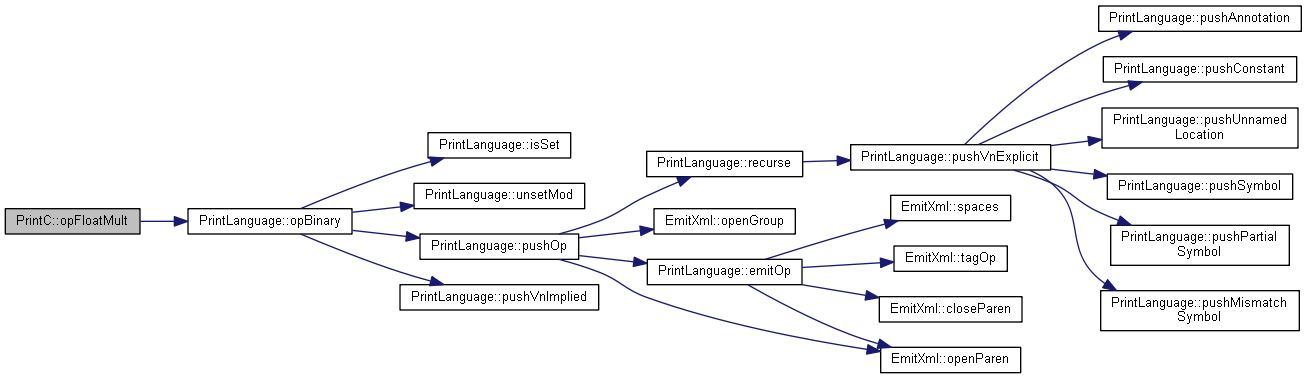 PrintC::opFloatMult
PrintLanguage::opBinary
PrintLanguage::isSet
PrintLanguage::unsetMod
PrintLanguage::pushOp
PrintLanguage::pushVnImplied
PrintLanguage::recurse
EmitXml::openGroup
PrintLanguage::emitOp
PrintLanguage::pushVnExplicit
EmitXml::spaces
EmitXml::tagOp
EmitXml::closeParen
EmitXml::openParen
PrintLanguage::pushAnnotation
PrintLanguage::pushConstant
PrintLanguage::pushUnnamed
Location
PrintLanguage::pushSymbol
PrintLanguage::pushPartial
Symbol
PrintLanguage::pushMismatch
Symbol